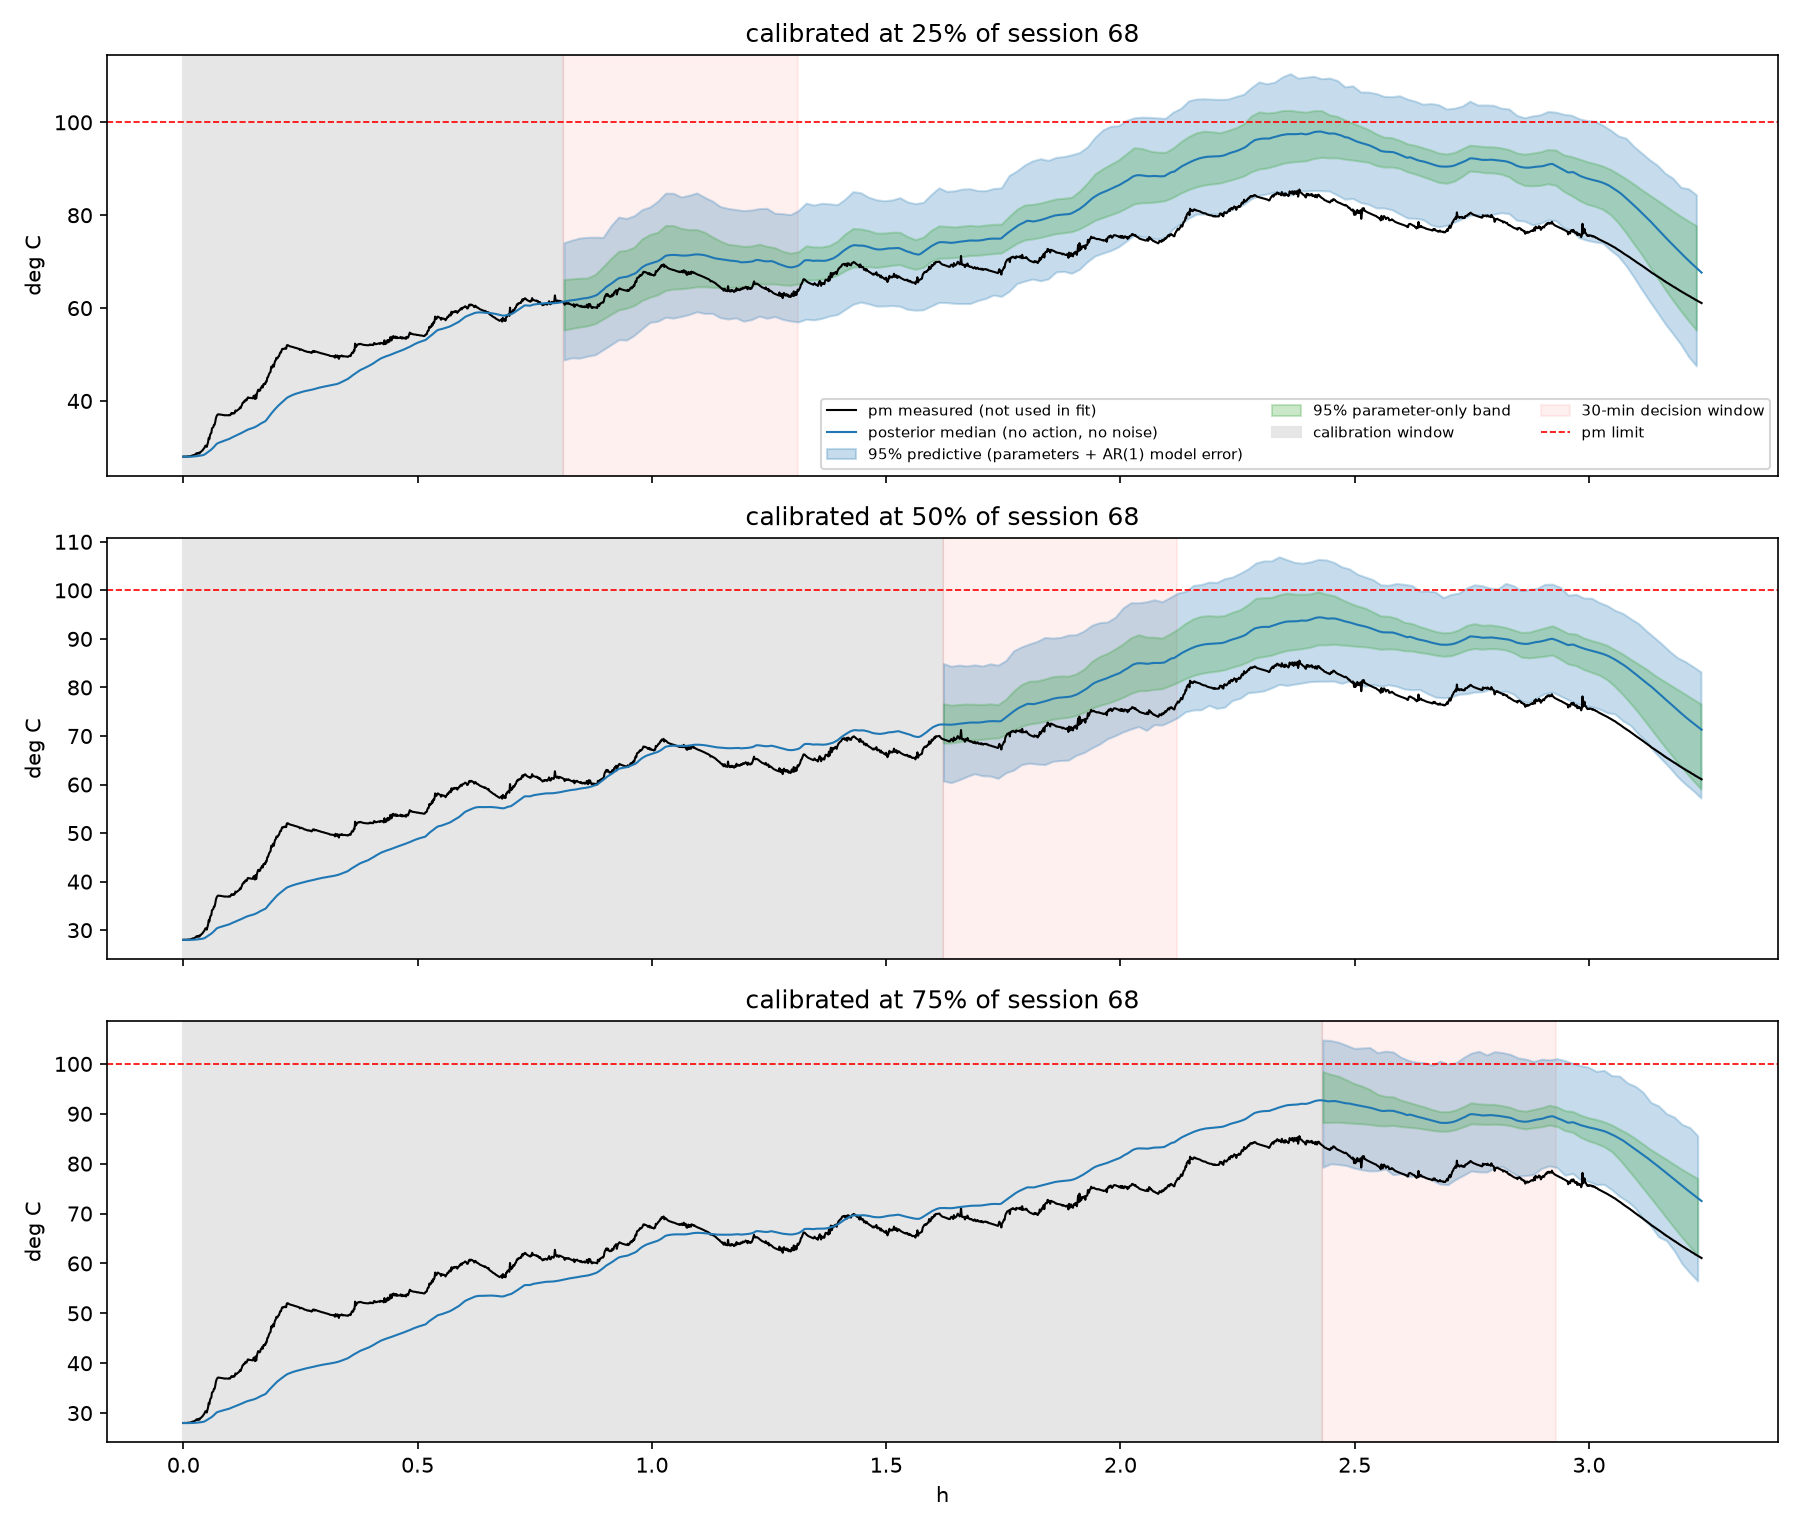 calibrated at 25% of session 68
100
80
60
40
deg C
pm measured (not used in fit)
posterior median (no action, no noise)
95% predictive (parameters + AR(1) model error)
95% parameter-only band
calibration window
30-min decision window
pm limit
calibrated at 50% of session 68
110
100
90
80
70
60
50
40
30
deg C
calibrated at 75% of session 68
100
90
80
70
60
50
40
30
deg C
0.0 0.5 1.0 1.5 2.0 2.5 3.0
h